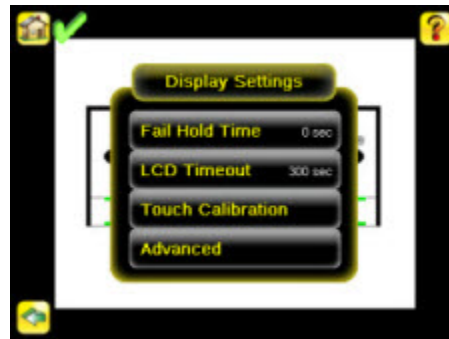 Display Settings
Fail Hold Time 0 sec
LCD Timeout 300 sec
Touch Calibration
Advanced